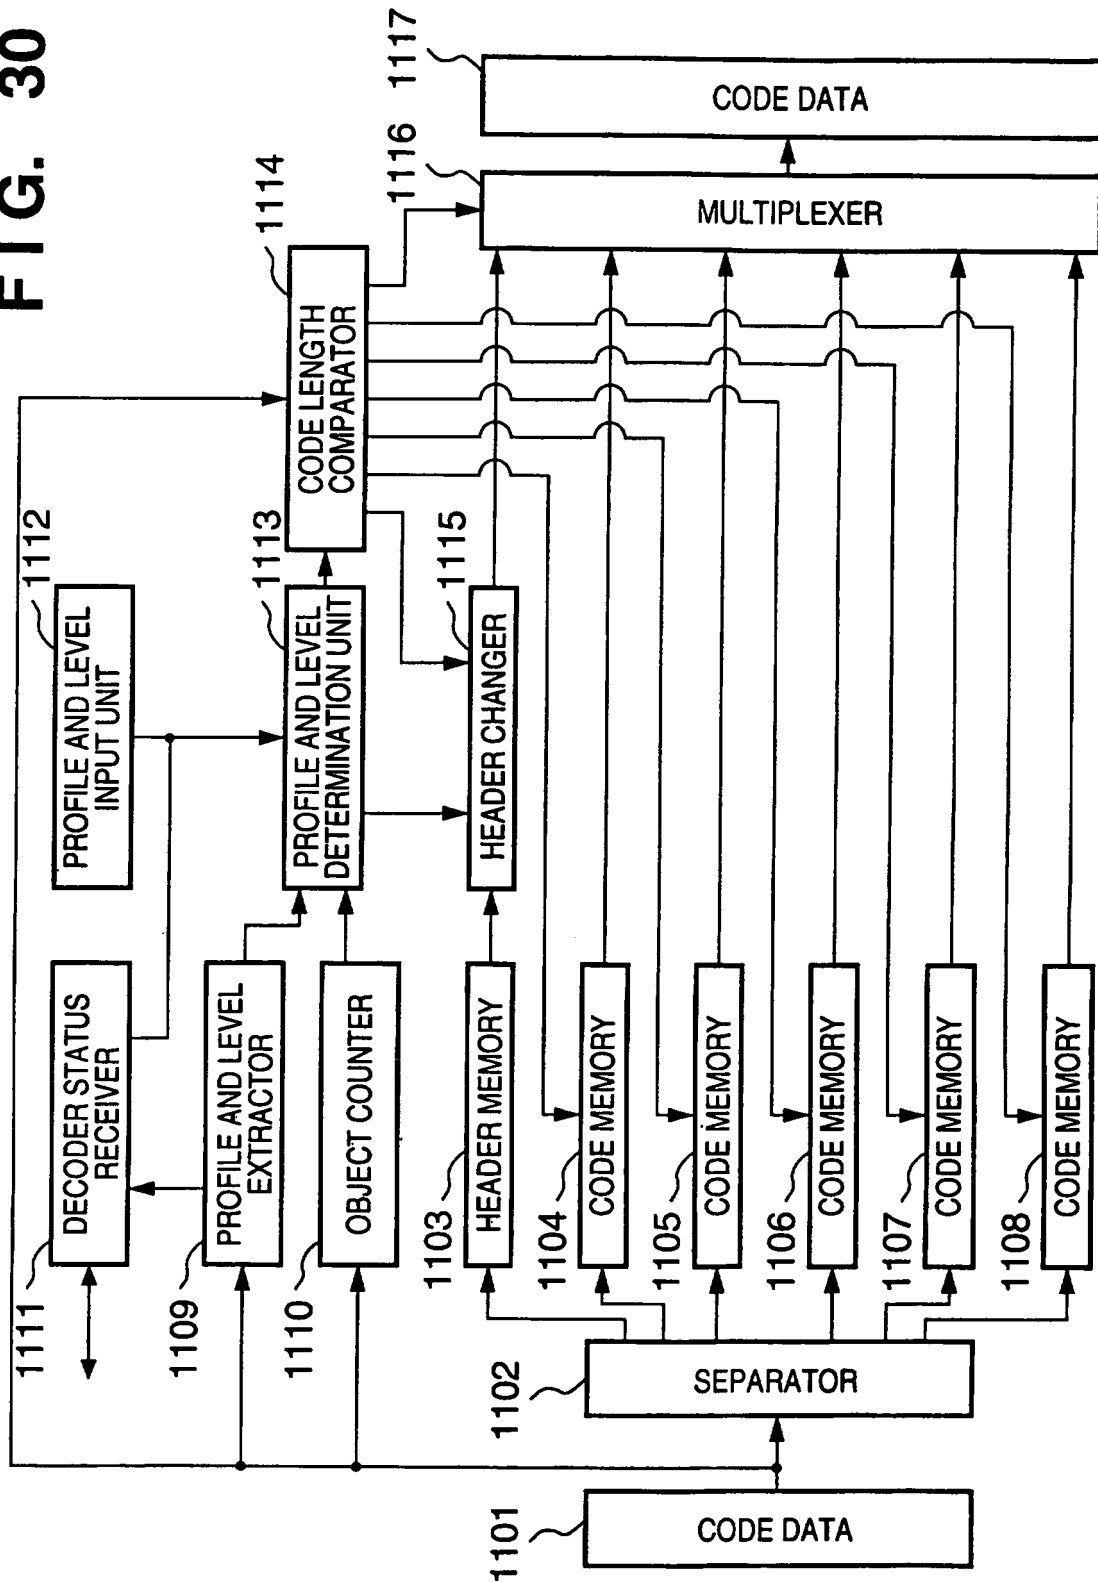 FIG. 30
1101
CODE DATA
1102
SEPARATOR
1111
DECODER STATUS
RECEIVER
1109
PROFILE AND LEVEL
EXTRACTOR
1110
OBJECT COUNTER
1103
HEADER MEMORY
1104
CODE MEMORY
1105
CODE MEMORY
1106
CODE MEMORY
1107
CODE MEMORY
1108
CODE MEMORY
1112
PROFILE AND LEVEL
INPUT UNIT
1113
PROFILE AND LEVEL
DETERMINATION UNIT
1115
HEADER CHANGER
1114
CODE LENGTH
COMPARATOR
1116
MULTIPLEXER
1117
CODE DATA